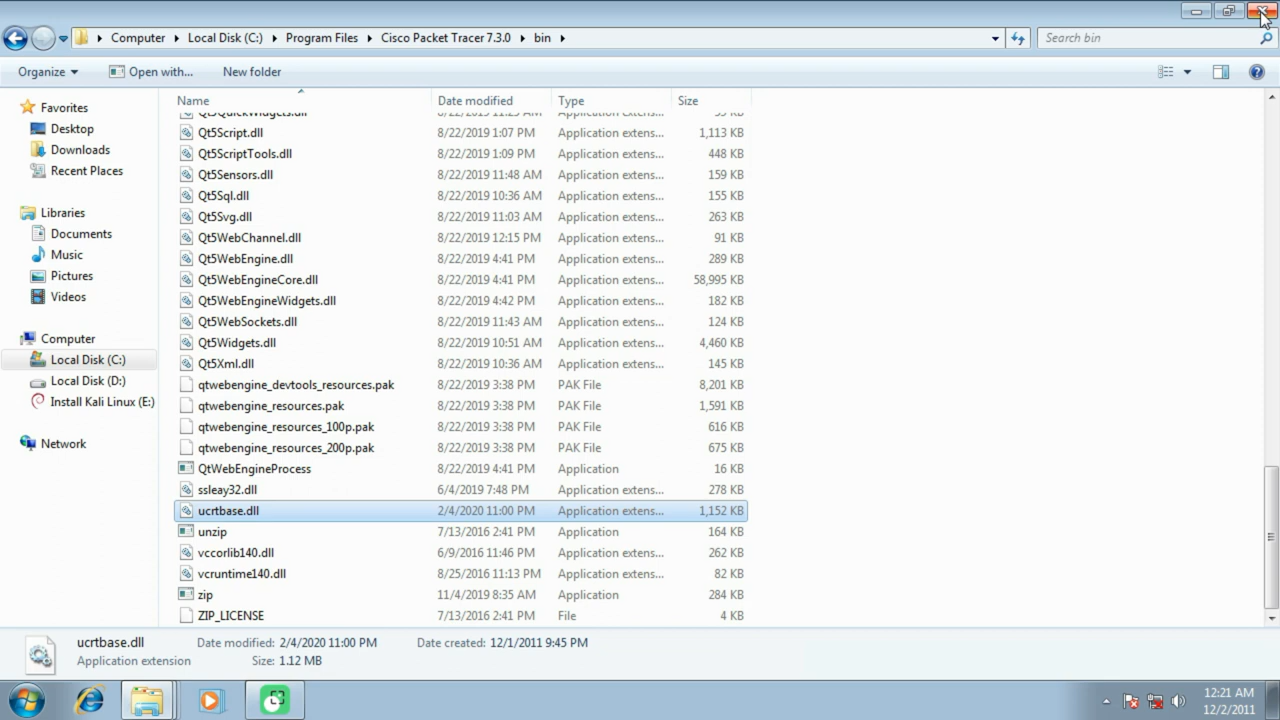 Computer Local Disk (C:) Program Files Cisco Packet Tracer 7.3.0 bin Search bin
Organize Open with... New folder
Favorites
Desktop
Downloads
Recent Places
Libraries
Documents
Music
Pictures
Videos
Computer
Local Disk (C:)
Local Disk (D:)
Install Kali Linux (E:)
Network
Name Date modified Type Size
Qt5QuickWidgets.dll 8/22/2019 11:25 AM Application extens...
Qt5Script.dll 8/22/2019 1:07 PM Application extens... 1,113 KB
Qt5ScriptTools.dll 8/22/2019 1:09 PM Application extens... 448 KB
Qt5Sensors.dll 8/22/2019 11:48 AM Application extens... 159 KB
Qt5Sql.dll 8/22/2019 10:36 AM Application extens... 155 KB
Qt5Svg.dll 8/22/2019 11:03 AM Application extens... 263 KB
Qt5WebChannel.dll 8/22/2019 12:15 PM Application extens... 91 KB
Qt5WebEngine.dll 8/22/2019 4:41 PM Application extens... 289 KB
Qt5WebEngineCore.dll 8/22/2019 4:41 PM Application extens... 58,995 KB
Qt5WebEngineWidgets.dll 8/22/2019 4:42 PM Application extens... 182 KB
Qt5WebSockets.dll 8/22/2019 11:43 AM Application extens... 124 KB
Qt5Widgets.dll 8/22/2019 10:51 AM Application extens... 4,460 KB
Qt5Xml.dll 8/22/2019 10:36 AM Application extens... 145 KB
qtwebengine_devtools_resources.pak 8/22/2019 3:38 PM PAK File 8,201 KB
qtwebengine_resources.pak 8/22/2019 3:38 PM PAK File 1,591 KB
qtwebengine_resources_100p.pak 8/22/2019 3:38 PM PAK File 616 KB
qtwebengine_resources_200p.pak 8/22/2019 3:38 PM PAK File 675 KB
QtWebEngineProcess 8/22/2019 4:41 PM Application 16 KB
ssleay32.dll 6/4/2019 7:48 PM Application extens... 278 KB
ucrtbase.dll 2/4/2020 11:00 PM Application extens... 1,152 KB
unzip 7/13/2016 2:41 PM Application 164 KB
vccorlib140.dll 6/9/2016 11:46 PM Application extens... 262 KB
vcruntime140.dll 8/25/2016 11:13 PM Application extens... 82 KB
zip 11/4/2019 8:35 AM Application 284 KB
ZIP_LICENSE 7/13/2016 2:41 PM File 4 KB
ucrtbase.dll Date modified: 2/4/2020 11:00 PM Date created: 12/1/2011 9:45 PM
Application extension Size: 1.12 MB
12:21 AM
12/2/2011